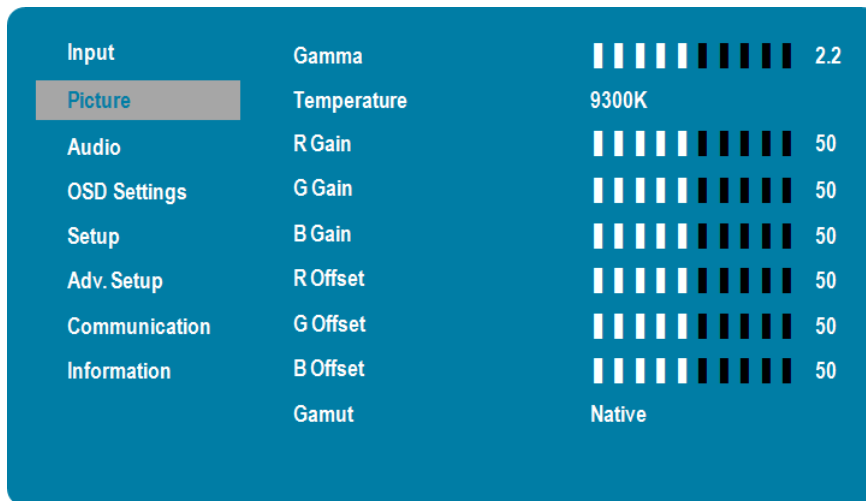 Input Gamma 2.2
Picture Temperature 9300K
Audio R Gain 50
OSD Settings G Gain 50
Setup B Gain 50
Adv. Setup R Offset 50
Communication G Offset 50
Information B Offset 50
Gamut Native